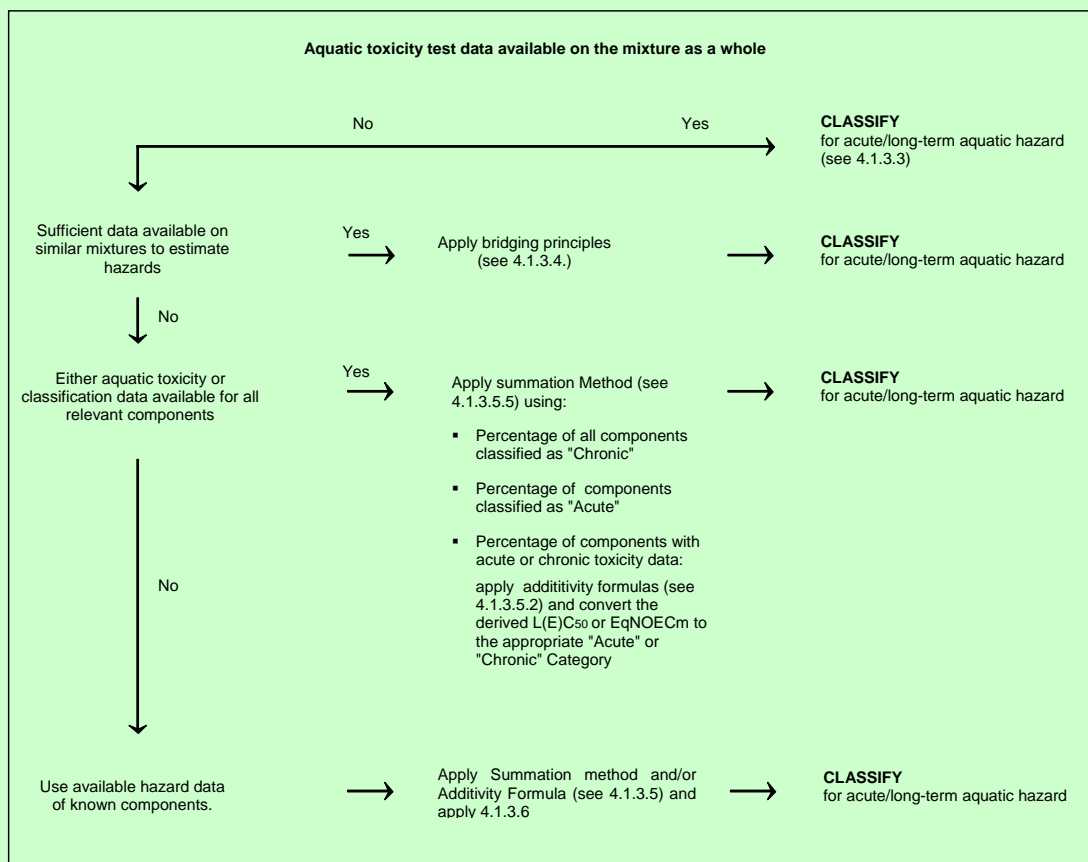 Aquatic toxicity test data available on the mixture as a whole
No
Yes
CLASSIFY
for acute/long-term aquatic hazard
(see 4.1.3.3)
Sufficient data available on
similar mixtures to estimate
hazards
Yes
Apply bridging principles
(see 4.1.3.4.)
CLASSIFY
for acute/long-term aquatic hazard
No
Either aquatic toxicity or
classification data available for all
relevant components
Yes
Apply summation Method (see
4.1.3.5.5) using:
▪ Percentage of all components
classified as "Chronic"
▪ Percentage of components
classified as "Acute"
▪ Percentage of components with
acute or chronic toxicity data:
apply addititivity formulas (see
4.1.3.5.2) and convert the
derived L(E)C50 or EqNOECm to
the appropriate "Acute" or
"Chronic" Category
CLASSIFY
for acute/long-term aquatic hazard
No
Use available hazard data
of known components.
Apply Summation method and/or
Additivity Formula (see 4.1.3.5) and
apply 4.1.3.6
CLASSIFY
for acute/long-term aquatic hazard